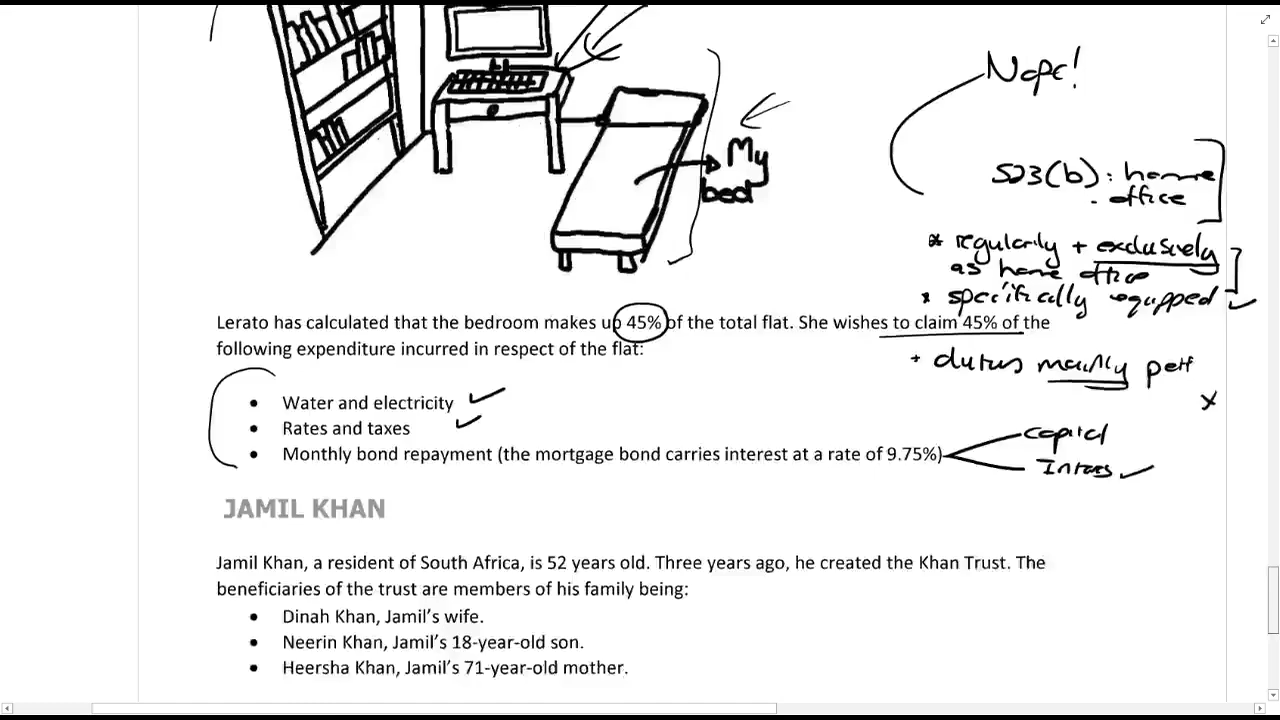 Nope!
My
bed
S23(b): home
office
* regularly + exclusively
as home office
* specifically equipped
Lerato has calculated that the bedroom makes up 45% of the total flat. She wishes to claim 45% of the
following expenditure incurred in respect of the flat:
+ duties mainly perf
• Water and electricity
• Rates and taxes
capital
• Monthly bond repayment (the mortgage bond carries interest at a rate of 9.75%)
JAMIL KHAN
Jamil Khan, a resident of South Africa, is 52 years old. Three years ago, he created the Khan Trust. The
beneficiaries of the trust are members of his family being:
• Dinah Khan, Jamil's wife.
• Neerin Khan, Jamil's 18-year-old son.
• Heersha Khan, Jamil's 71-year-old mother.